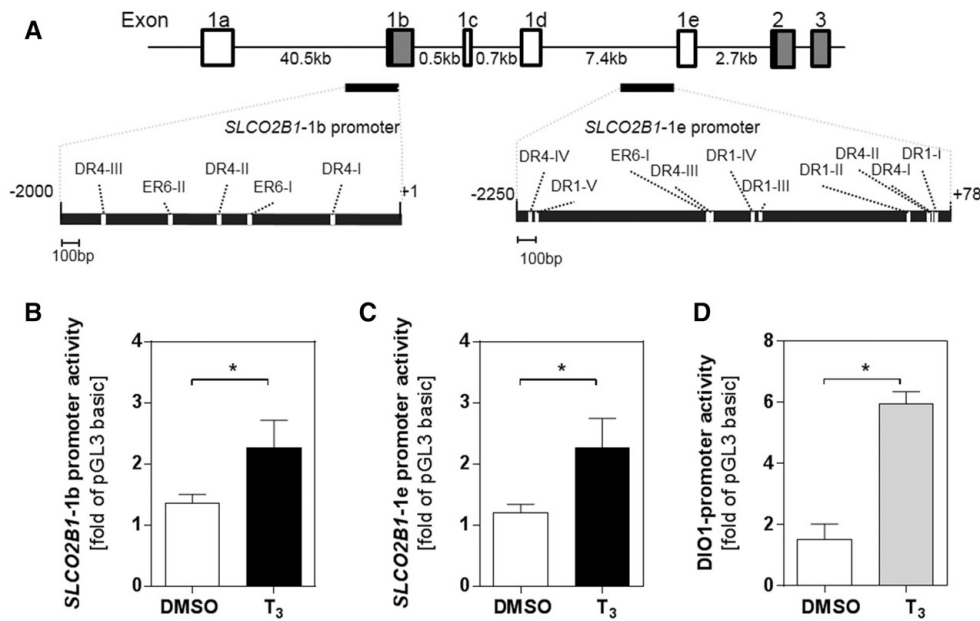 A
Exon 1a 1b 1c 1d 1e 2 3
40.5kb 0.5kb 0.7kb 7.4kb 2.7kb
SLCO2B1-1b promoter
DR4-III ER6-II DR4-II ER6-I DR4-I
-2000 +1
100bp
SLCO2B1-1e promoter
DR4-IV DR1-V ER6-I DR4-III DR1-IV DR1-III DR1-II DR4-II DR4-I DR1-I
-2250 +78
100bp
B
SLCO2B1-1b promoter activity
[fold of pGL3 basic]
4
3
2
1
0
*
DMSO T3
C
SLCO2B1-1e promoter activity
[fold of pGL3 basic]
4
3
2
1
0
*
DMSO T3
D
DIO1-promoter activity
[fold of pGL3 basic]
8
6
4
2
0
*
DMSO T3